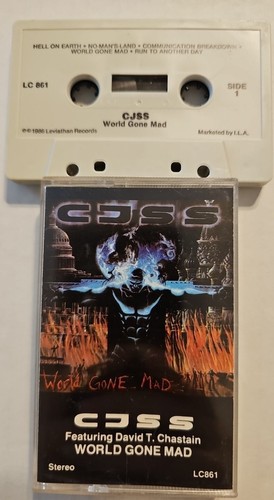 HELL ON EARTH • NO-MAN'S LAND • COMMUNICATION BREAKDOWN •
WORLD GONE MAD • RUN TO ANOTHER DAY
LC 861
SIDE
1
CJSS
World Gone Mad
©℗ 1986 Leviathan Records
Marketed by I.L.A.
CJSS
World GONE MAD
CJSS
Featuring David T. Chastain
WORLD GONE MAD
Stereo
LC861